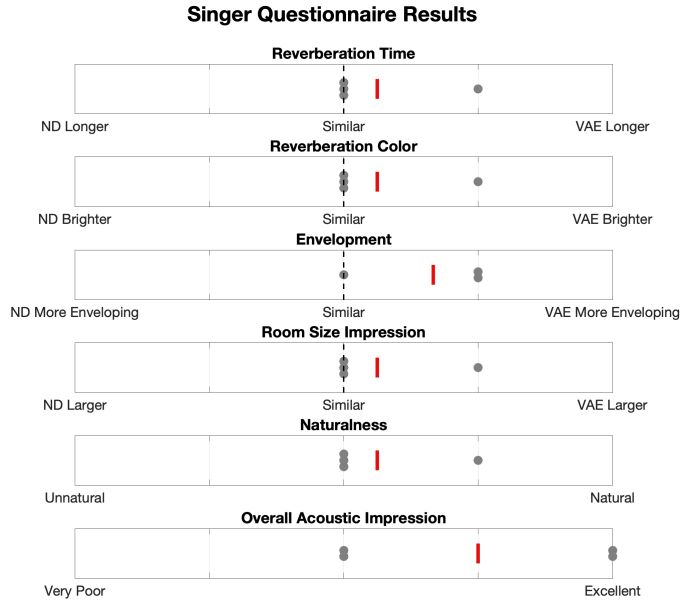 Singer Questionnaire Results
Reverberation Time
ND Longer Similar VAE Longer
Reverberation Color
ND Brighter Similar VAE Brighter
Envelopment
ND More Enveloping Similar VAE More Enveloping
Room Size Impression
ND Larger Similar VAE Larger
Naturalness
Unnatural Natural
Overall Acoustic Impression
Very Poor Excellent